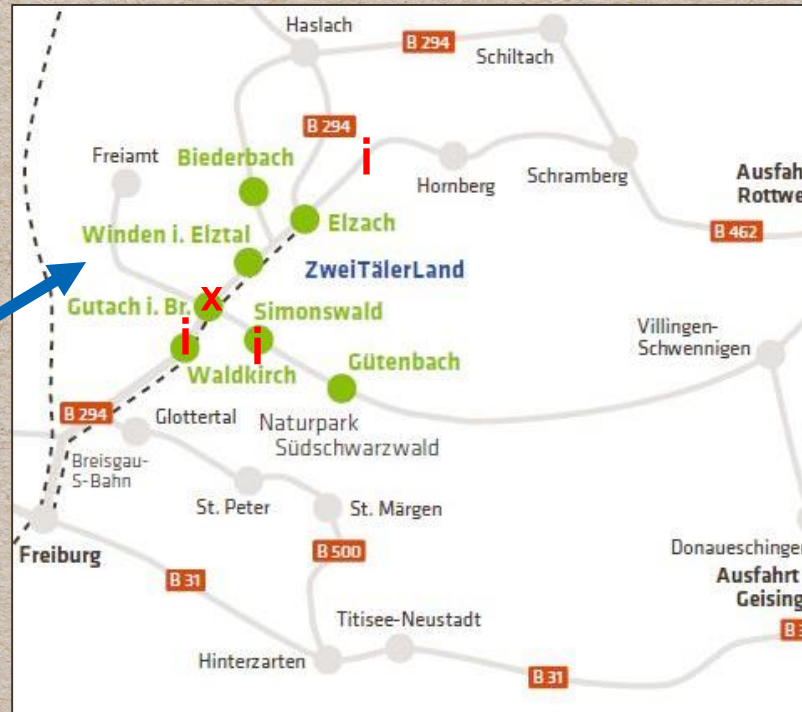 Haslach
B 294
Schiltach
B 294
i
Freiamt
Biederbach
Hornberg
Schramberg
Ausfah
Rottwe
Elzach
B 462
Winden i. Elztal
ZweiTälerLand
Gutach i. Br.
x
Simonswald
i
i
Villingen-
Schwennigen
Waldkirch
Gütenbach
B 294
Glottertal
Naturpark
Südschwarzwald
Breisgau-
S-Bahn
St. Peter
St. Märgen
Freiburg
B 500
Donaueschingen
Ausfahrt
Geising
B 31
Titisee-Neustadt
B 3
Hinterzarten
B 31